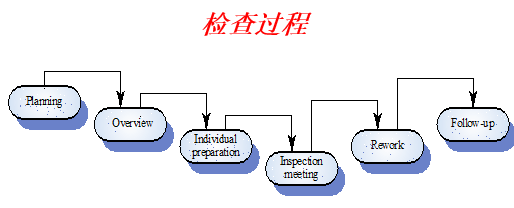 检查过程
Planning
Overview
Individual
preparation
Inspection
meeting
Rework
Follow-up